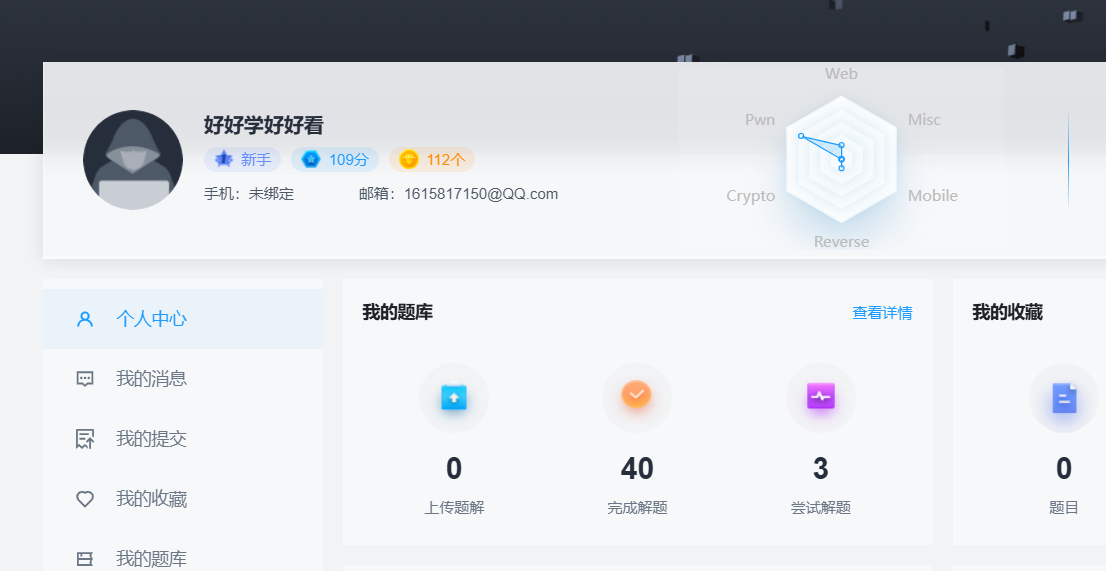 好好学好好看
新手 109分 112个
手机：未绑定 邮箱：1615817150@QQ.com
Web
Pwn
Misc
Crypto
Mobile
Reverse
个人中心
我的消息
我的提交
我的收藏
我的题库
我的题库 查看详情
0 40 3
上传题解 完成解题 尝试解题
我的收藏
0
题目